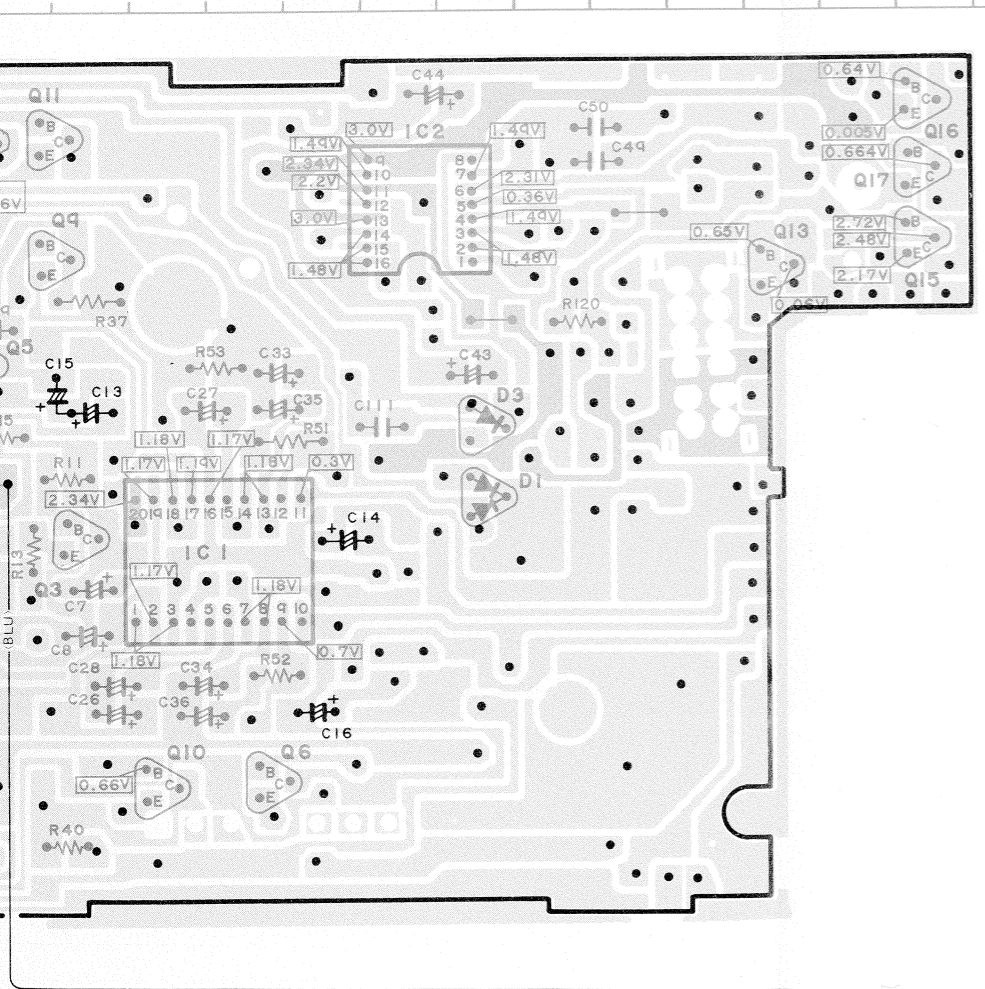 C44
0.64V
Q11
B
C
E
C50
3.0V
IC2
1.49V
B
C
E
0.005V
Q16
1.49V
C49
0.664V
2.34V
9
8
B
C
E
10
7
Q17
2.2V
11
6
2.31V
6V
12
5
0.36V
3.0V
13
4
1.49V
2.72V
B
Q9
14
3
0.65V
Q13
2.48V
C
B
15
2
B
E
C
16
1
1.48V
1.48V
C
2.17V
Q15
E
E
0.06V
R37
R120
Q5
R53
C33
C43
C15
C13
C27
C35
C111
D3
1.18V
1.17V
R51
R11
1.17V
1.19V
1.18V
0.3V
D1
2.34V
20 19 18 17 16 15 14 13 12 11
B
C
E
C14
R13
IC1
1.17V
1.18V
Q3
C7
1 2 3 4 5 6 7 8 9 10
(BLU)
C8
1.18V
0.7V
C28
C34
R52
C26
C36
C16
Q10
Q6
B
C
E
B
C
E
0.66V
R40